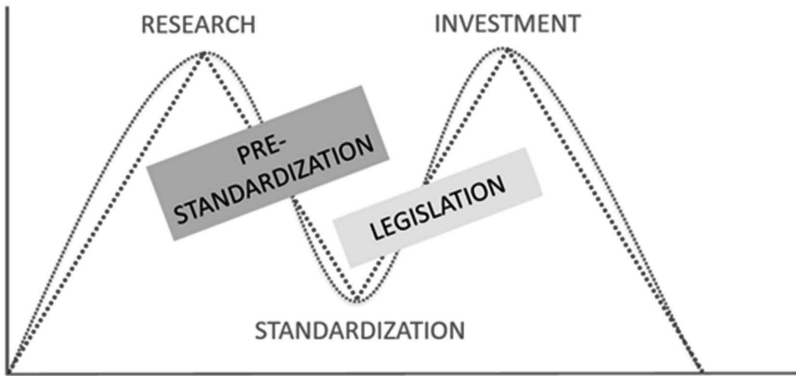 RESEARCH
INVESTMENT
PRE-
STANDARDIZATION
LEGISLATION
STANDARDIZATION